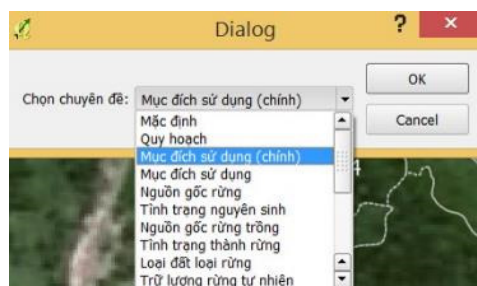 Dialog
?
×
Chọn chuyên đề: Mục đích sử dụng (chính)
OK
Cancel
Mặc định
Quy hoạch
Mục đích sử dụng (chính)
Mục đích sử dụng
Nguồn gốc rừng
Tình trạng nguyên sinh
Nguồn gốc rừng trồng
Tình trạng thành rừng
Loại đất loại rừng
Trữ lượng rừng tự nhiên